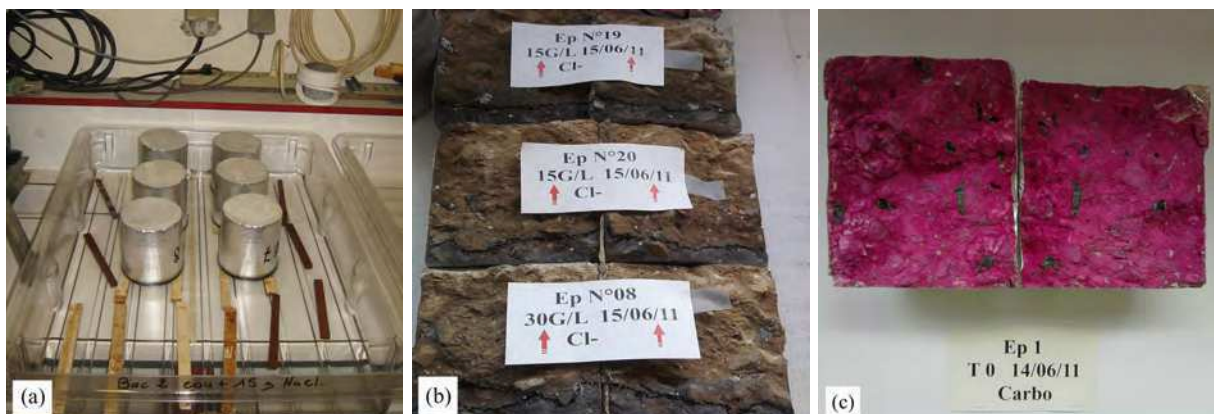 Bac 2 eau + 15 g Nacl.
(a)
Ep N°19
15G/L 15/06/11
Cl-
Ep N°20
15G/L 15/06/11
Cl-
Ep N°08
30G/L 15/06/11
Cl-
(b)
Ep 1
T 0 14/06/11
Carbo
(c)